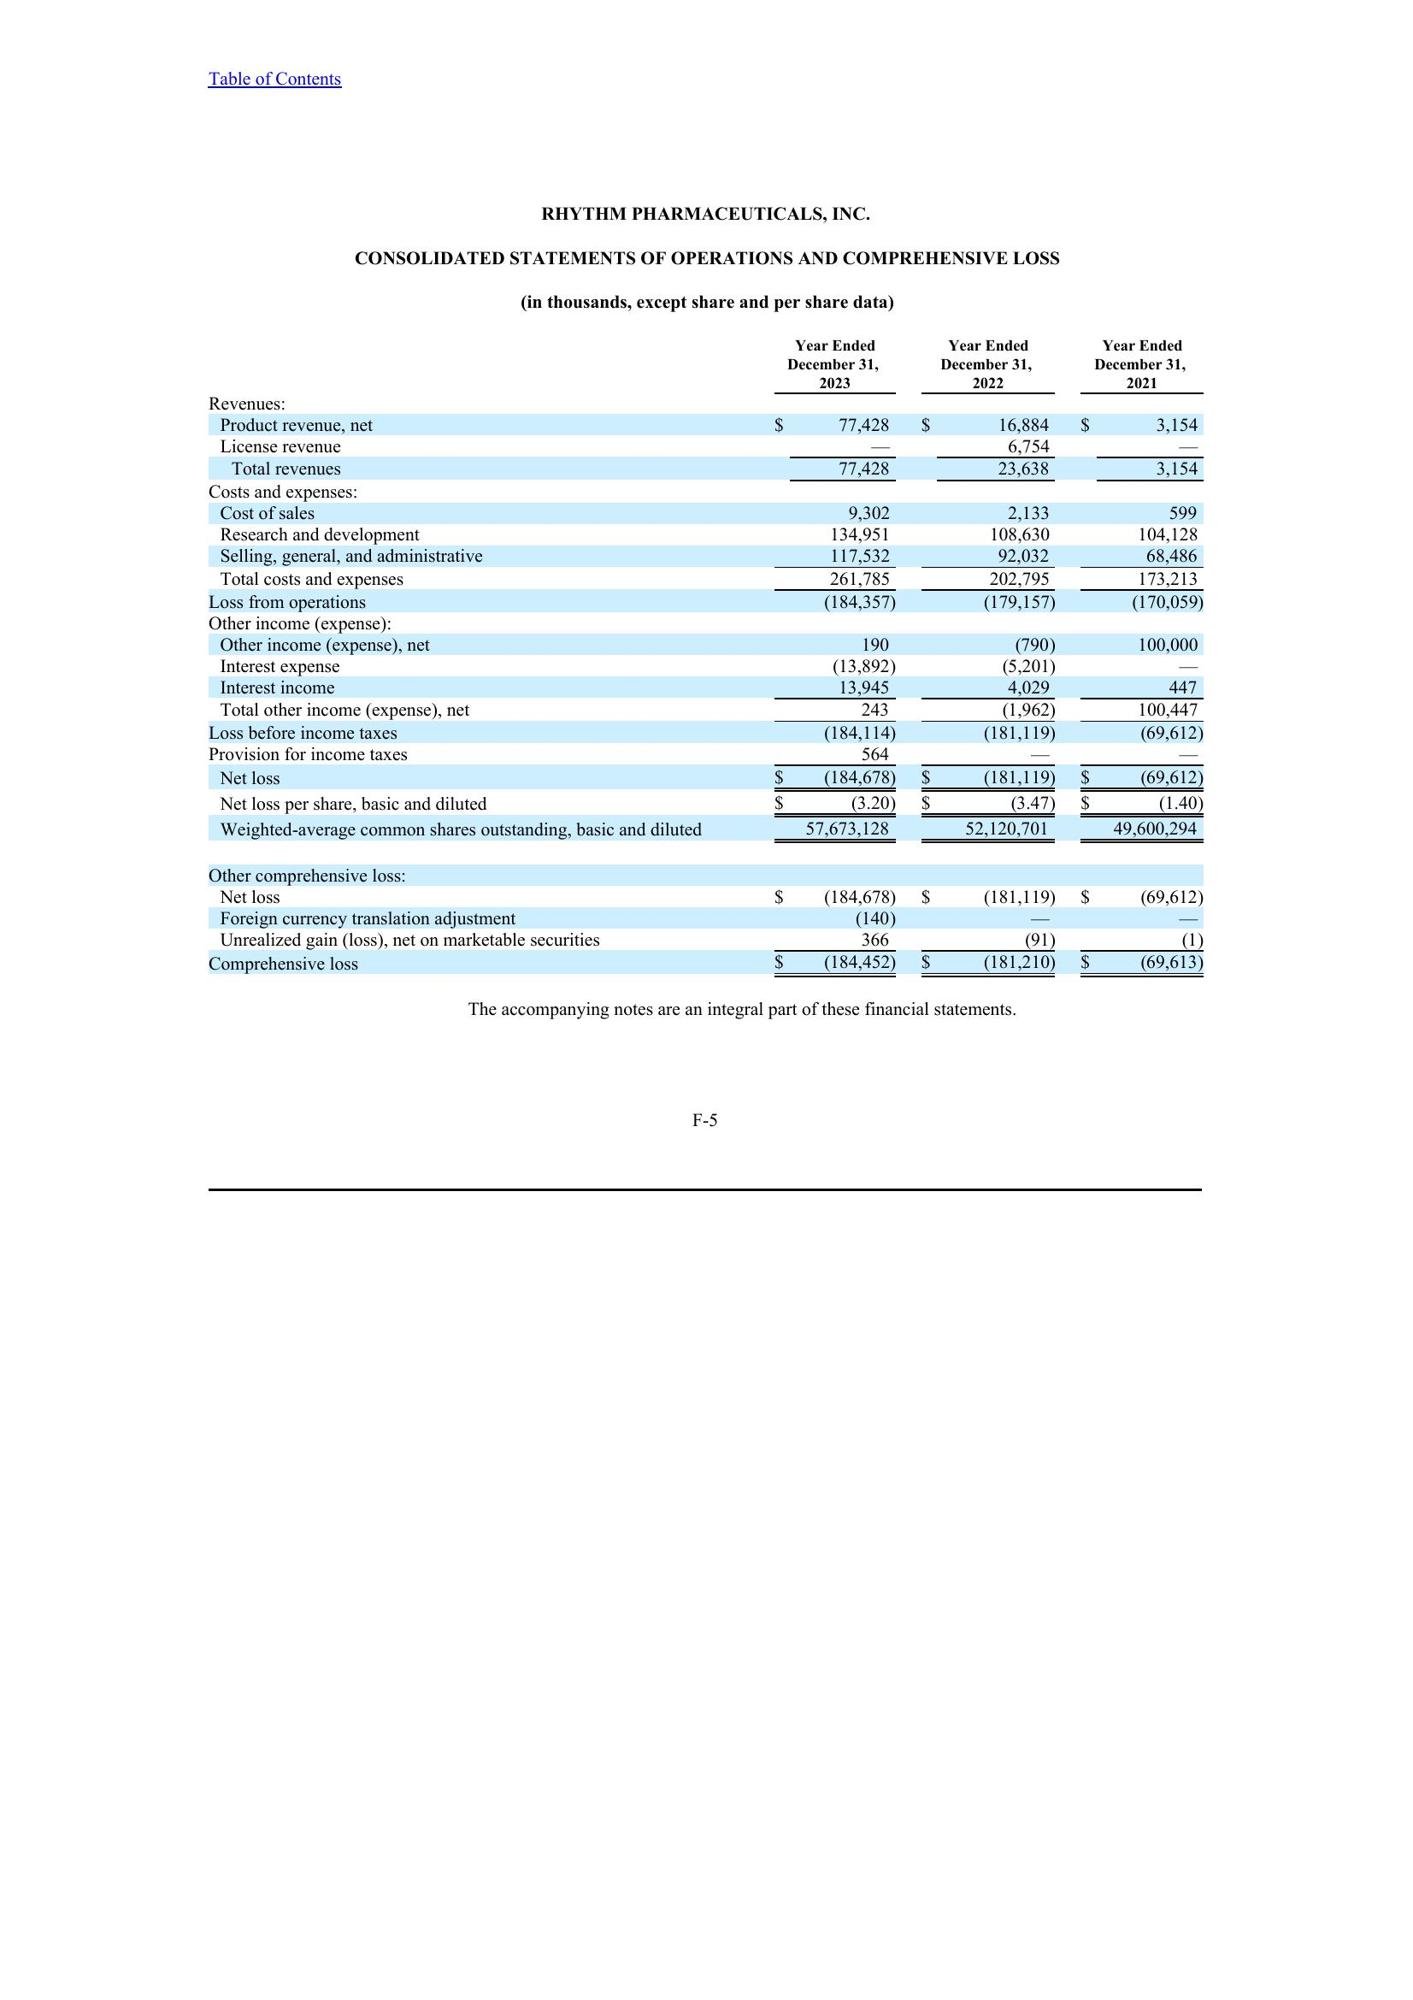 Table of Contents
RHYTHM PHARMACEUTICALS, INC.
CONSOLIDATED STATEMENTS OF OPERATIONS AND COMPREHENSIVE LOSS
(in thousands, except share and per share data)
Year Ended Year Ended Year Ended
December 31, December 31, December 31,
2023 2022 2021
Revenues:
Product revenue, net $ 77,428 $ 16,884 $ 3,154
License revenue — 6,754 —
Total revenues 77,428 23,638 3,154
Costs and expenses:
Cost of sales 9,302 2,133 599
Research and development 134,951 108,630 104,128
Selling, general, and administrative 117,532 92,032 68,486
Total costs and expenses 261,785 202,795 173,213
Loss from operations (184,357) (179,157) (170,059)
Other income (expense):
Other income (expense), net 190 (790) 100,000
Interest expense (13,892) (5,201) —
Interest income 13,945 4,029 447
Total other income (expense), net 243 (1,962) 100,447
Loss before income taxes (184,114) (181,119) (69,612)
Provision for income taxes 564 — —
Net loss $ (184,678) $ (181,119) $ (69,612)
Net loss per share, basic and diluted $ (3.20) $ (3.47) $ (1.40)
Weighted-average common shares outstanding, basic and diluted 57,673,128 52,120,701 49,600,294
Other comprehensive loss:
Net loss $ (184,678) $ (181,119) $ (69,612)
Foreign currency translation adjustment (140) — —
Unrealized gain (loss), net on marketable securities 366 (91) (1)
Comprehensive loss $ (184,452) $ (181,210) $ (69,613)
The accompanying notes are an integral part of these financial statements.
F-5